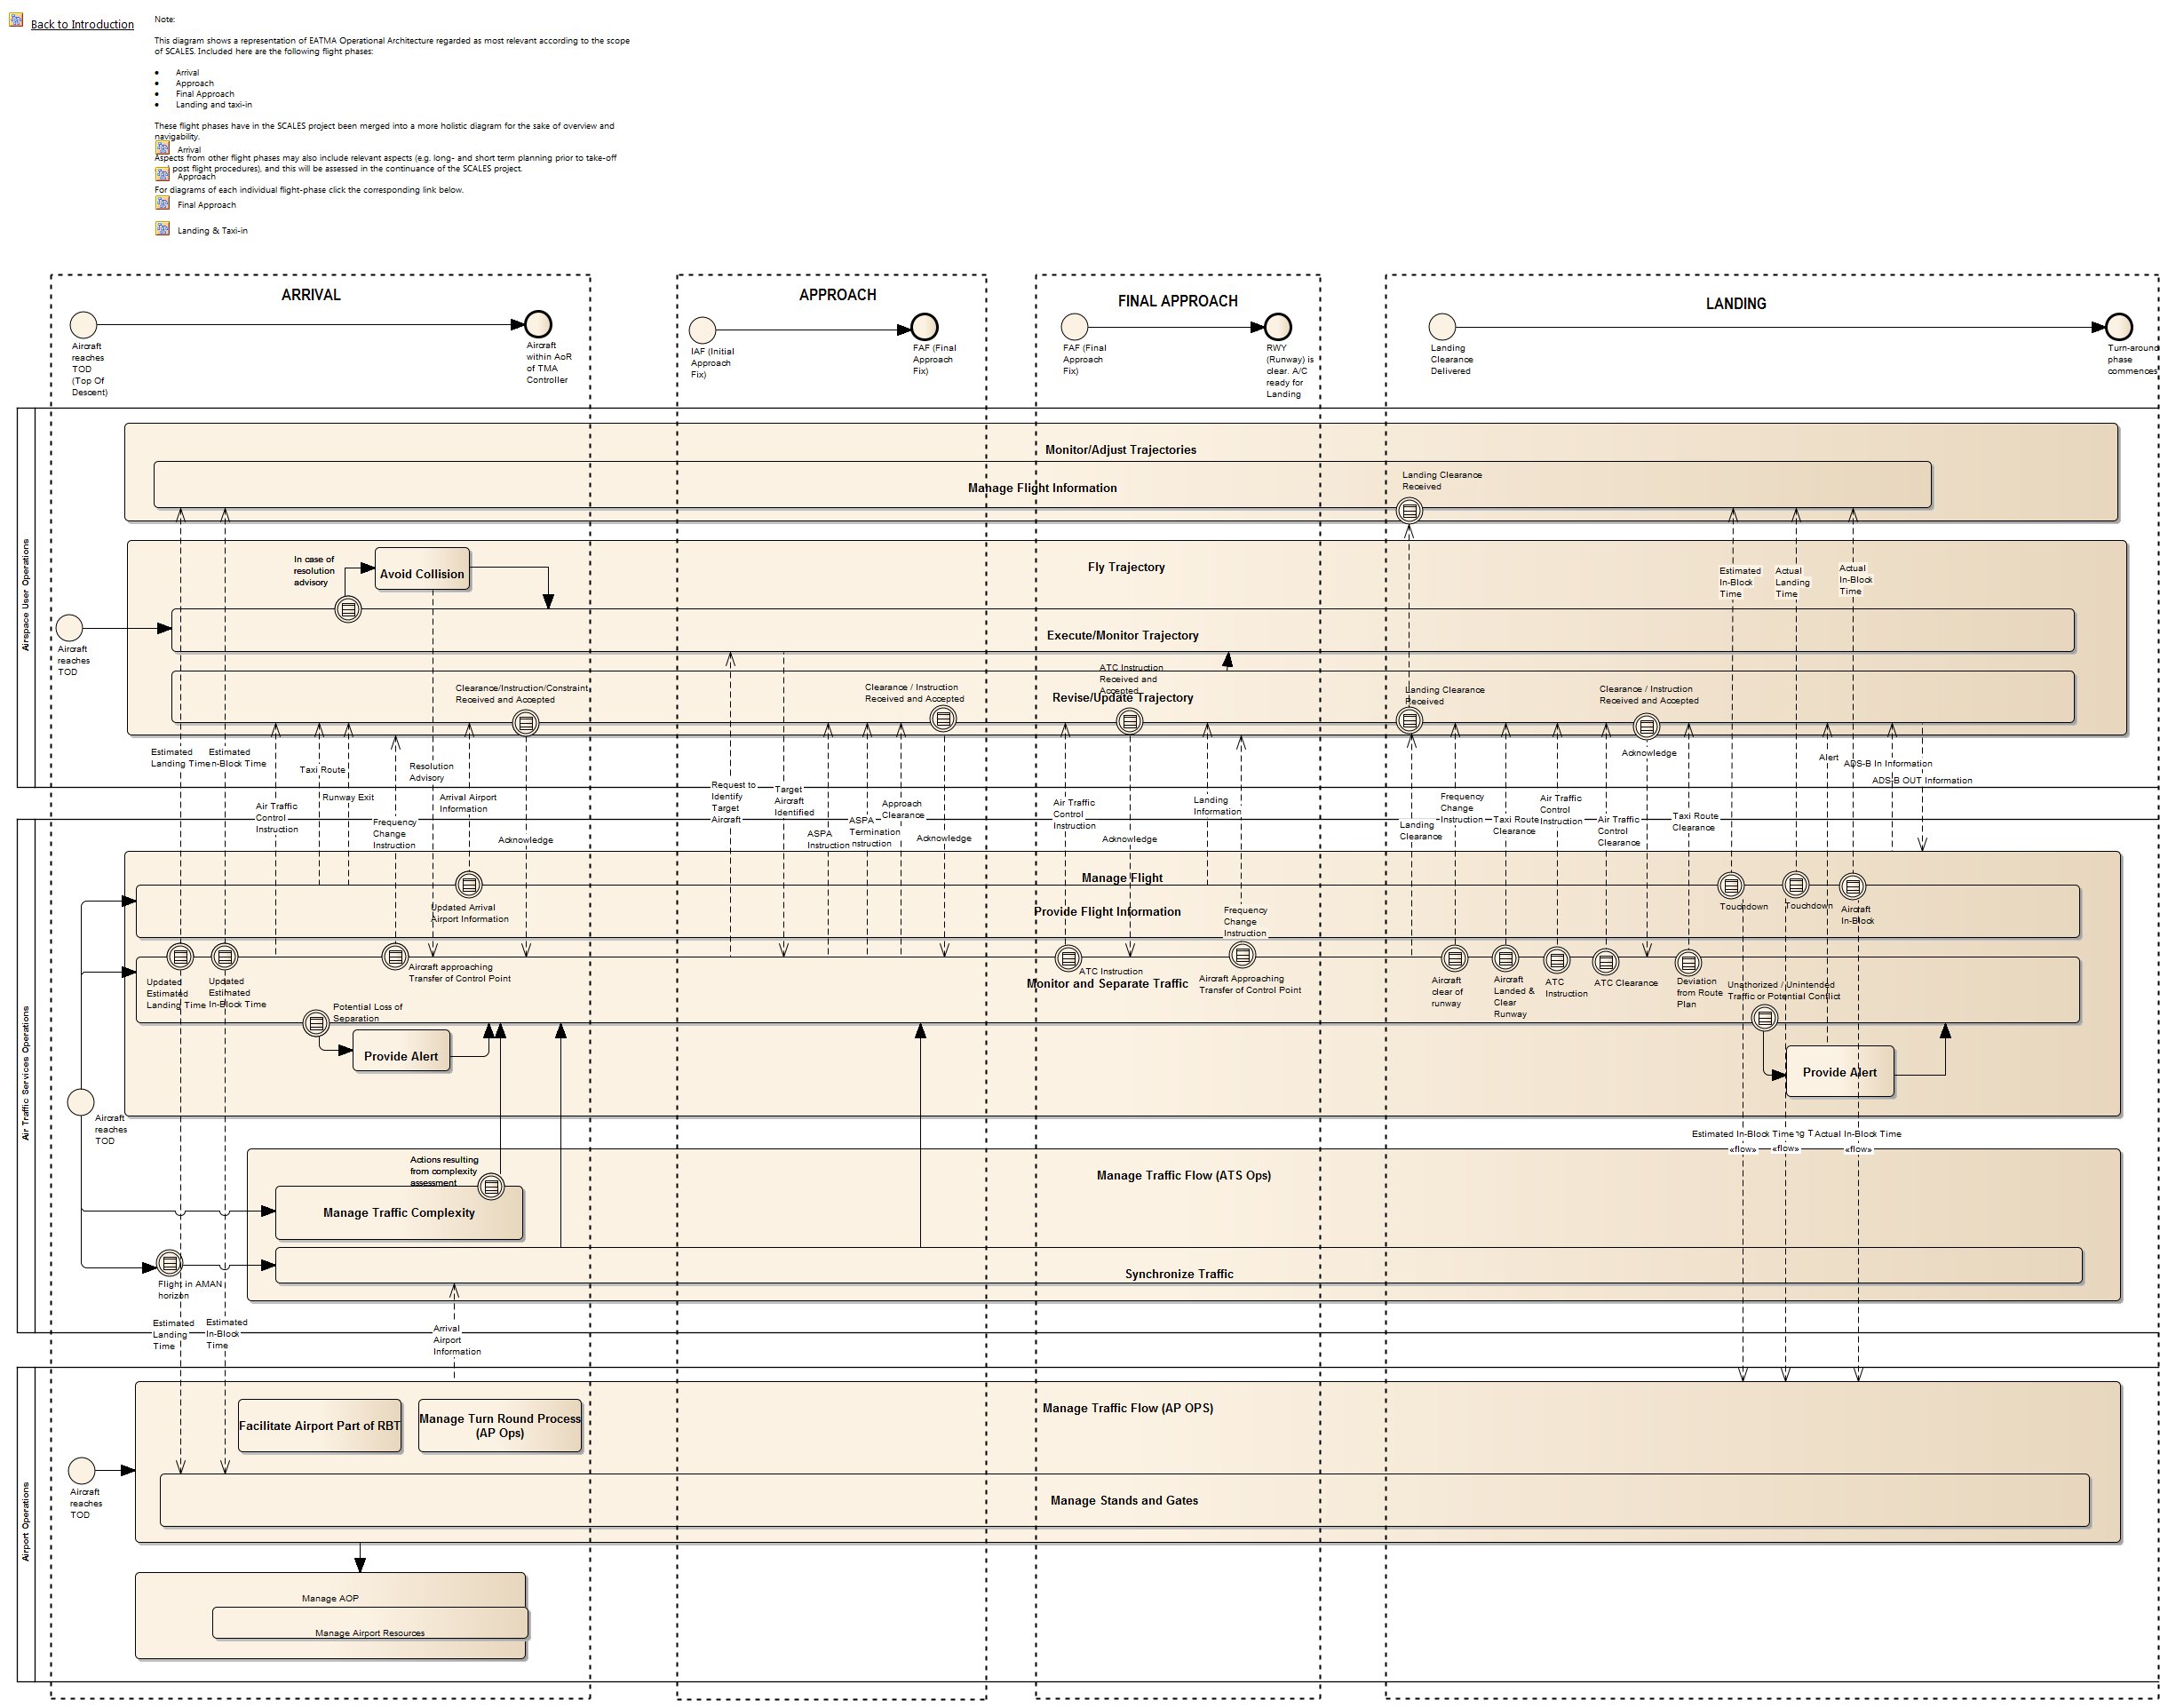 Back to Introduction
Note:
This diagram shows a representation of EATMA Operational Architecture regarded as most relevant according to the scope
of SCALES. Included here are the following flight phases:
• Arrival
• Approach
• Final Approach
• Landing and taxi-in
These flight phases have in the SCALES project been merged into a more holistic diagram for the sake of overview and
navigability.
Arrival
Aspects from other flight phases may also include relevant aspects (e.g. long- and short term planning prior to take-off
post flight procedures), and this will be assessed in the continuance of the SCALES project.
Approach
For diagrams of each individual flight-phase click the corresponding link below.
Final Approach
Landing & Taxi-in
ARRIVAL
Aircraft
reaches
TOD
(Top Of
Descent)
Aircraft
within AoR
of TMA
Controller
APPROACH
IAF (Initial
Approach
Fix)
FAF (Final
Approach
Fix)
FINAL APPROACH
FAF (Final
Approach
Fix)
RWY
(Runway) is
clear. A/C
ready for
Landing
LANDING
Landing
Clearance
Delivered
Turn-around
phase
commences
Airspace User Operations
Monitor/Adjust Trajectories
Manage Flight Information
Landing Clearance
Received
Fly Trajectory
In case of
resolution
advisory
Avoid Collision
Estimated
In-Block
Time
Actual
Landing
Time
Actual
In-Block
Time
Aircraft
reaches
TOD
Execute/Monitor Trajectory
Revise/Update Trajectory
Clearance/Instruction/Constraint
Received and Accepted
Clearance / Instruction
Received and Accepted
ATC Instruction
Received and
Accepted
Landing Clearance
Received
Clearance / Instruction
Received and Accepted
Estimated
Landing Time
Estimated
n-Block Time
Taxi Route
Runway Exit
Air Traffic
Control
Instruction
Frequency
Change
Instruction
Resolution
Advisory
Arrival Airport
Information
Acknowledge
Request to
Identify
Target
Aircraft
Target
Aircraft
Identified
ASPA
Instruction
ASPA
Termination
nstruction
Approach
Clearance
Acknowledge
Air Traffic
Control
Instruction
Acknowledge
Landing
Information
Landing
Clearance
Frequency
Change
Instruction
Taxi Route
Clearance
Air Traffic
Control
Instruction
Air Traffic
Control
Clearance
Acknowledge
Taxi Route
Clearance
Alert
ADS-B In Information
ADS-B OUT Information
Air Traffic Services Operations
Manage Flight
Provide Flight Information
Updated Arrival
Airport Information
Frequency
Change
Instruction
Touchdown
Touchdown
Aircraft
In-Block
Monitor and Separate Traffic
Updated
Estimated
Landing Time
Updated
Estimated
In-Block Time
Aircraft approaching
Transfer of Control Point
ATC Instruction
Aircraft Approaching
Transfer of Control Point
Aircraft
clear of
runway
Aircraft
Landed &
Clear
Runway
ATC
Instruction
ATC Clearance
Deviation
from Route
Plan
Unathorized / Unintended
Traffic or Potential Conflict
Potential Loss of
Separation
Provide Alert
Provide Alert
Aircraft
reaches
TOD
Estimated In-Block Time
Actual In-Block Time
«flow»
«flow»
«flow»
Manage Traffic Flow (ATS Ops)
Actions resulting
from complexity
assessment
Manage Traffic Complexity
Synchronize Traffic
Flight in AMAN
horizon
Estimated
Landing
Time
Estimated
In-Block
Time
Arrival
Airport
Information
Airport Operations
Manage Traffic Flow (AP OPS)
Facilitate Airport Part of RBT
Manage Turn Round Process
(AP Ops)
Aircraft
reaches
TOD
Manage Stands and Gates
Manage AOP
Manage Airport Resources